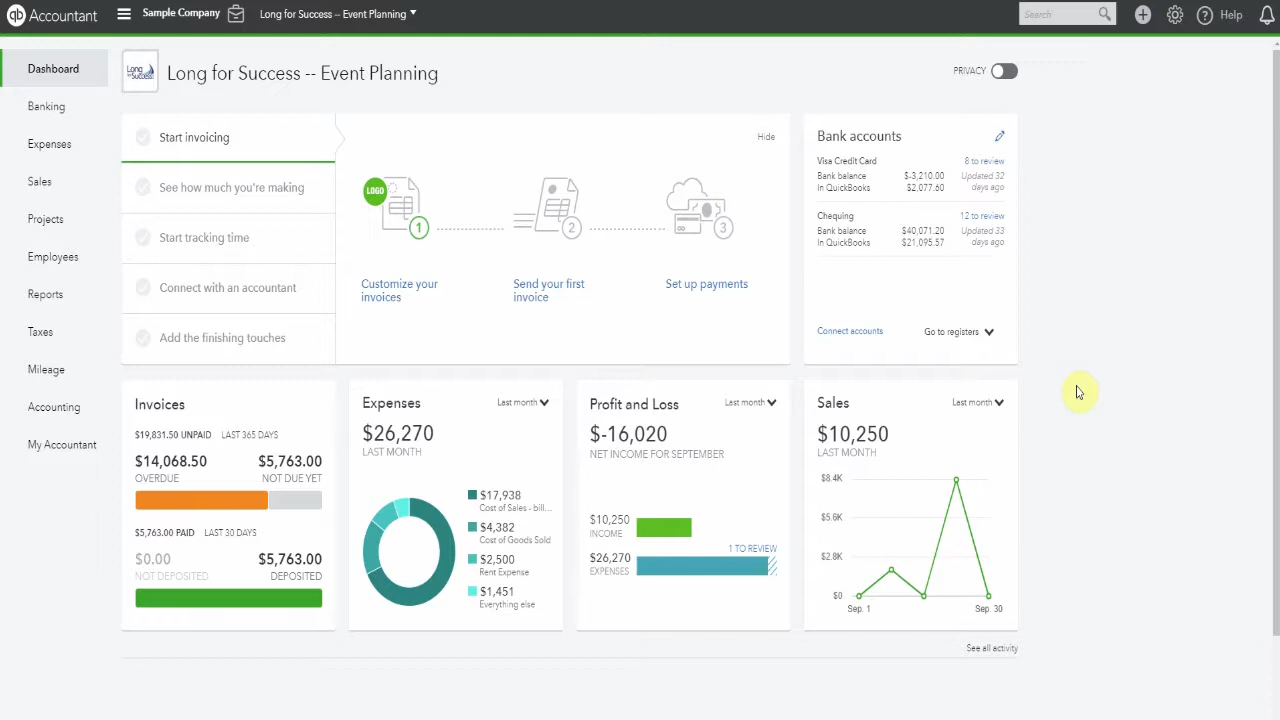 qb Accountant
Sample Company
Long for Success -- Event Planning
Search
Help
Dashboard
Banking
Expenses
Sales
Projects
Employees
Reports
Taxes
Mileage
Accounting
My Accountant
Long for Success
Long for Success -- Event Planning
PRIVACY
Start invoicing
See how much you're making
Start tracking time
Connect with an accountant
Add the finishing touches
Hide
LOGO
1
2
3
Customize your
invoices
Send your first
invoice
Set up payments
Bank accounts
Visa Credit Card 8 to review
Bank balance $-3,210.00 Updated 32
In QuickBooks $2,077.60 days ago
Chequing 12 to review
Bank balance $40,071.20 Updated 33
In QuickBooks $21,095.57 days ago
Connect accounts Go to registers
Invoices
$19,831.50 UNPAID LAST 365 DAYS
$14,068.50 $5,763.00
OVERDUE NOT DUE YET
$5,763.00 PAID LAST 30 DAYS
$0.00 $5,763.00
NOT DEPOSITED DEPOSITED
Expenses Last month
$26,270
LAST MONTH
$17,938
Cost of Sales - bill...
$4,382
Cost of Goods Sold
$2,500
Rent Expense
$1,451
Everything else
Profit and Loss Last month
$-16,020
NET INCOME FOR SEPTEMBER
$10,250
INCOME
1 TO REVIEW
$26,270
EXPENSES
Sales Last month
$10,250
LAST MONTH
$8.4K
$5.6K
$2.8K
$0
Sep. 1 Sep. 30
See all activity